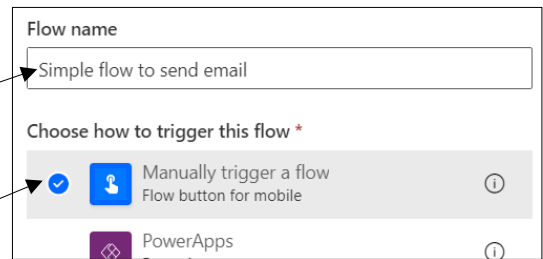 Flow name
Simple flow to send email
Choose how to trigger this flow *
Manually trigger a flow
Flow button for mobile
PowerApps